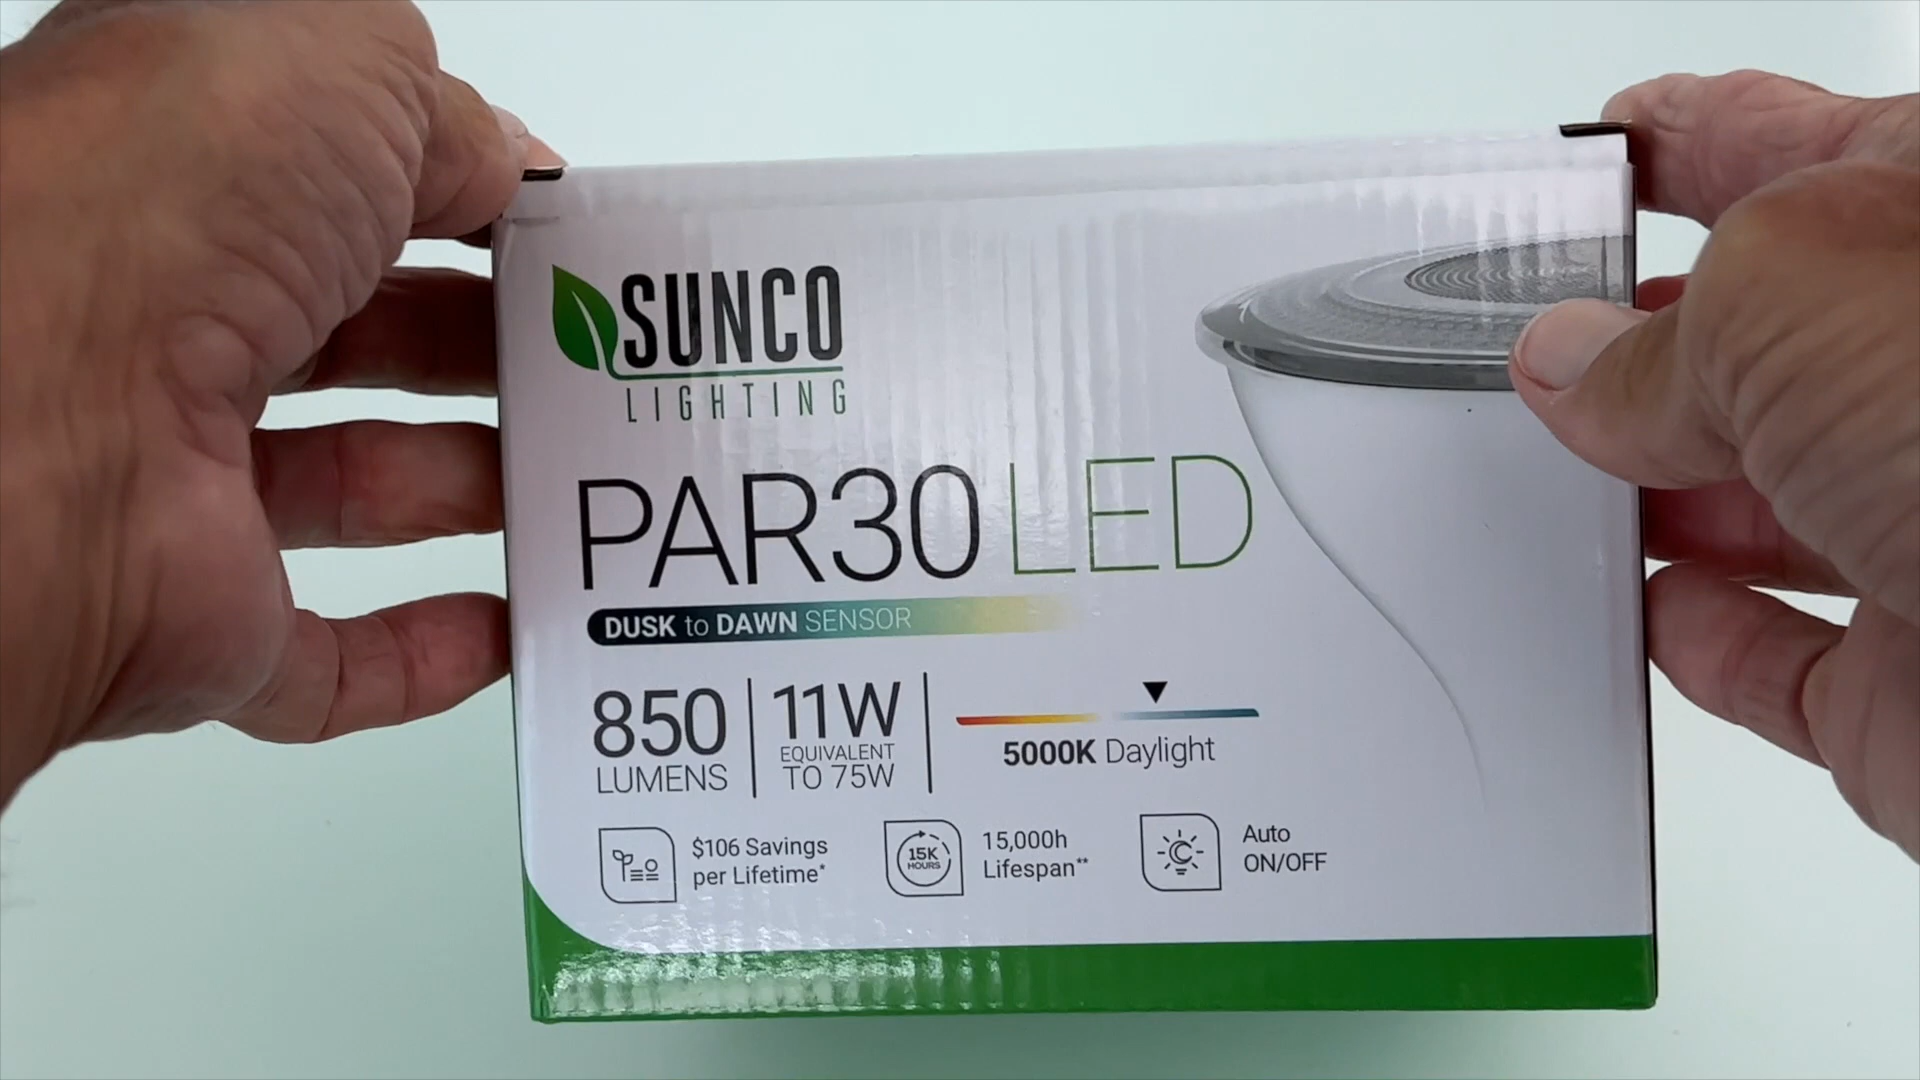 SUNCO
LIGHTING
PAR30 LED
DUSK to DAWN SENSOR
850
LUMENS
11W
EQUIVALENT
TO 75W
5000K Daylight
$106 Savings
per Lifetime*
15K
HOURS
15,000h
Lifespan**
Auto
ON/OFF